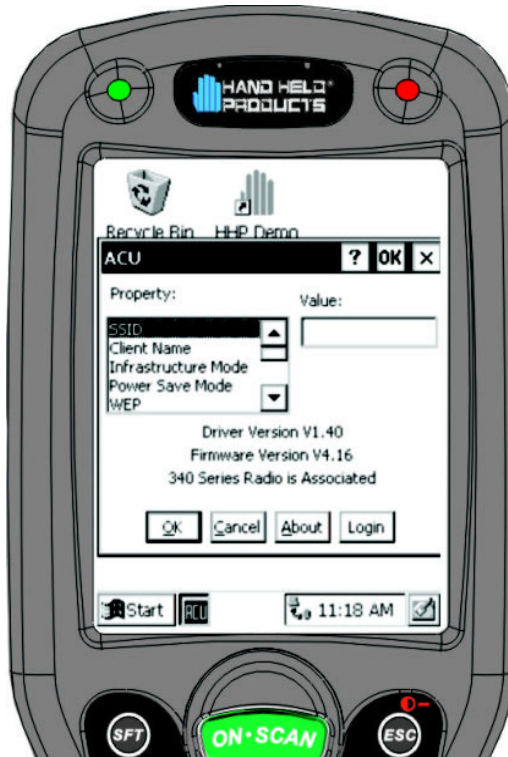 HAND HELD®
PRODUCTS
Recycle Bin HHP Demo
ACU ? OK ×
Property: Value:
SSID
Client Name
Infrastructure Mode
Power Save Mode
WEP
Driver Version V1.40
Firmware Version V4.16
340 Series Radio is Associated
OK Cancel About Login
Start ACU 11:18 AM
SFT ON·SCAN ESC